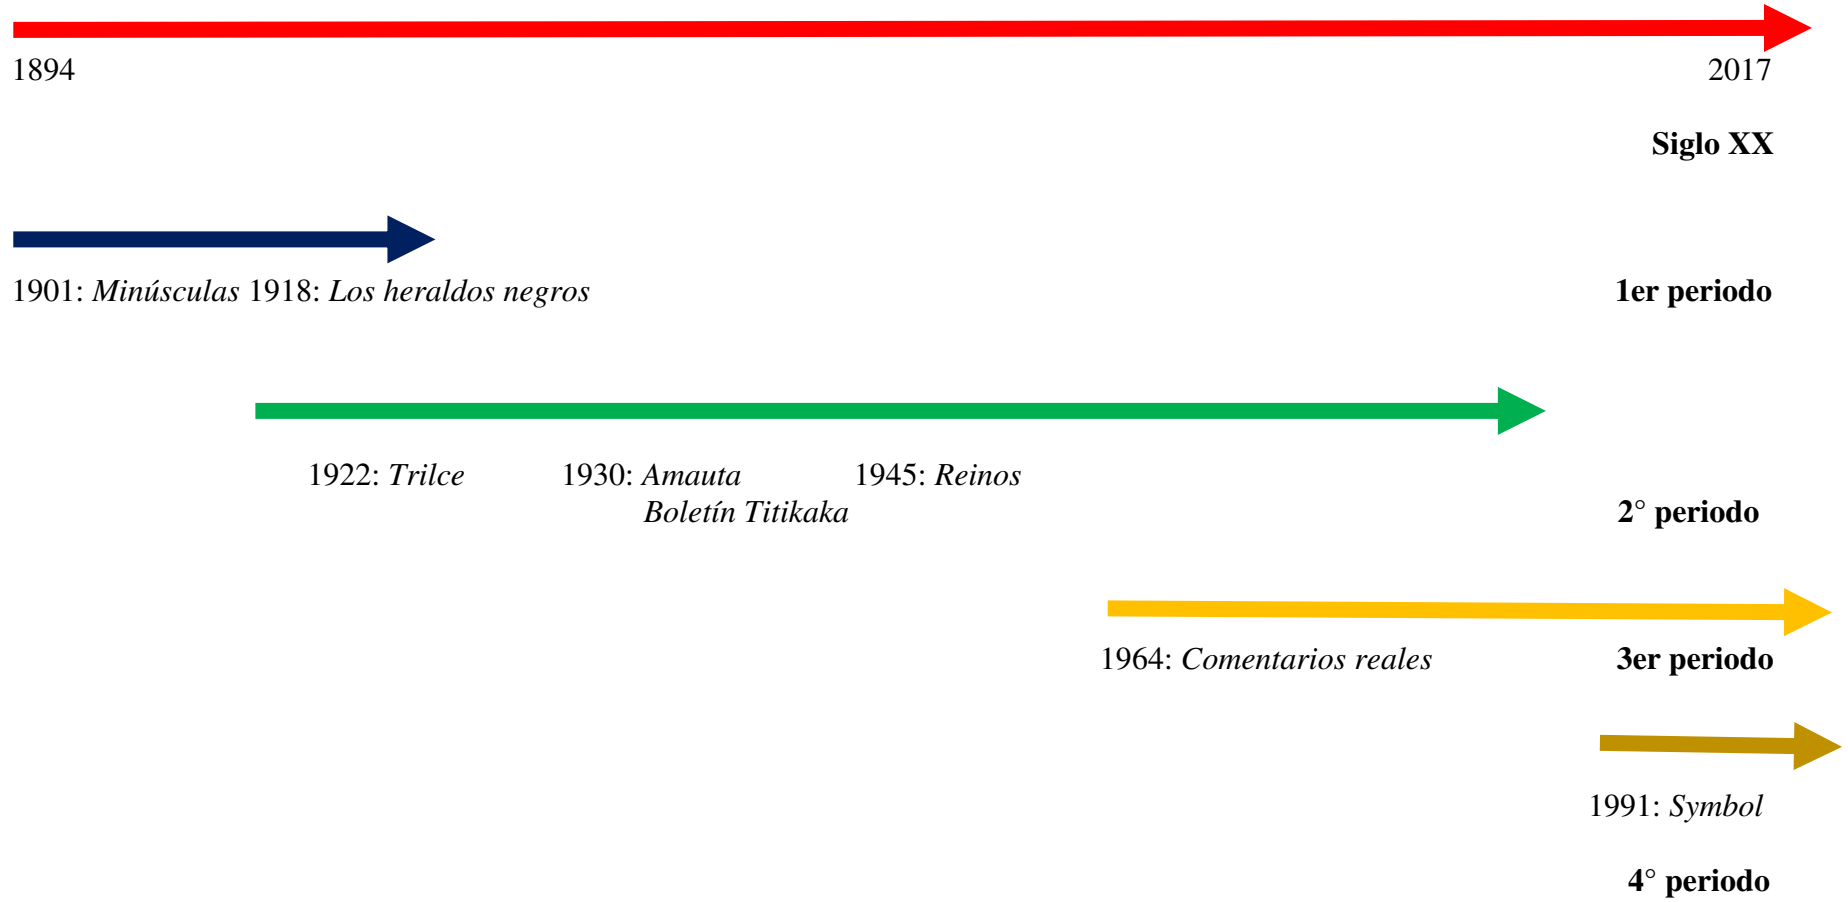 1894 2017
Siglo XX
1901: Minúsculas 1918: Los heraldos negros 1er periodo
1922: Trilce 1930: Amauta 1945: Reinos
Boletín Titikaka 2° periodo
1964: Comentarios reales 3er periodo
1991: Symbol
4° periodo